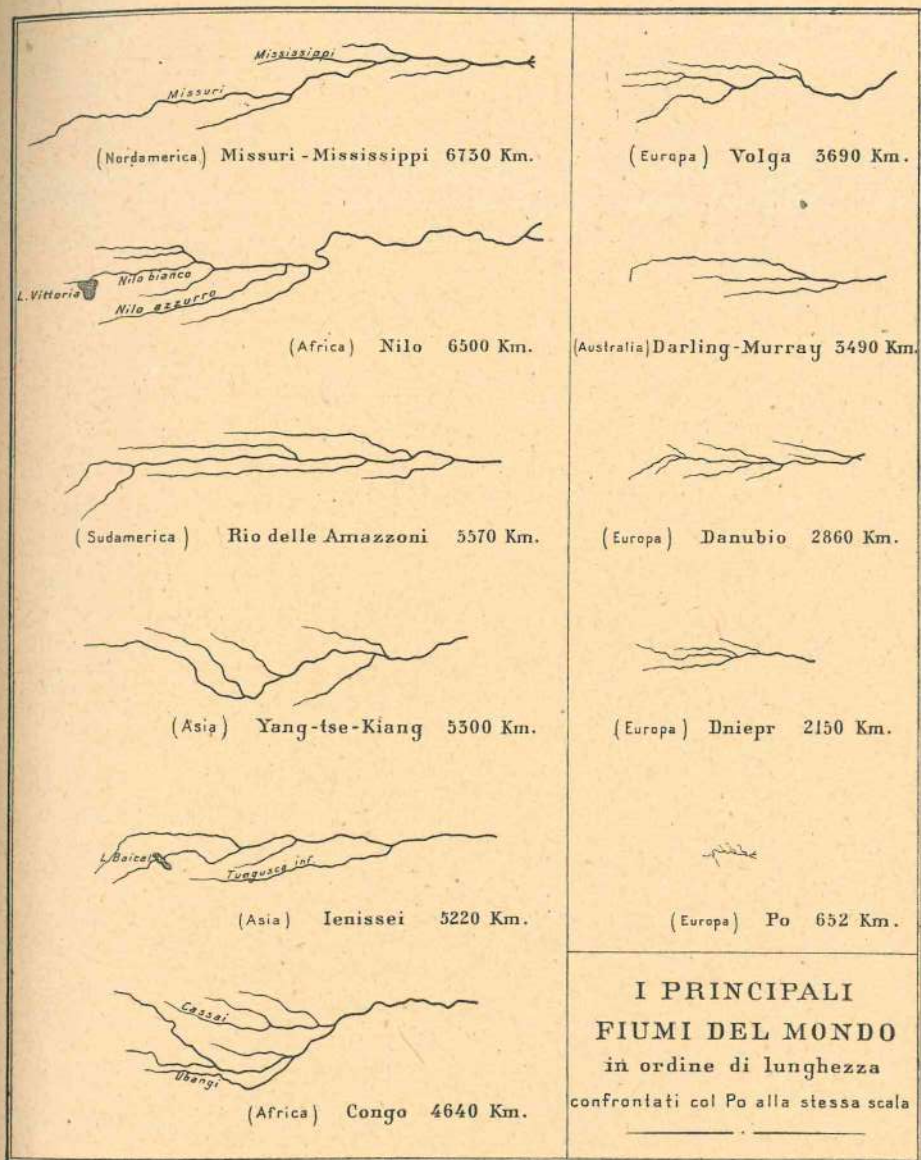 Mississippi
Missuri
(Nordamerica) Missuri-Mississippi 6730 Km.
Nilo bianco
L. Vittoria
Nilo azzurro
(Africa) Nilo 6500 Km.
(Sudamerica) Rio delle Amazzoni 5570 Km.
(Asia) Yang-tse-Kiang 5300 Km.
L. Baical
Tungusca inf.
(Asia) Ienissei 5220 Km.
Cassai
Ubangi
(Africa) Congo 4640 Km.
(Europa) Volga 3690 Km.
(Australia) Darling-Murray 3490 Km.
(Europa) Danubio 2860 Km.
(Europa) Dniepr 2150 Km.
(Europa) Po 652 Km.
I PRINCIPALI
FIUMI DEL MONDO
in ordine di lunghezza
confrontati col Po alla stessa scala